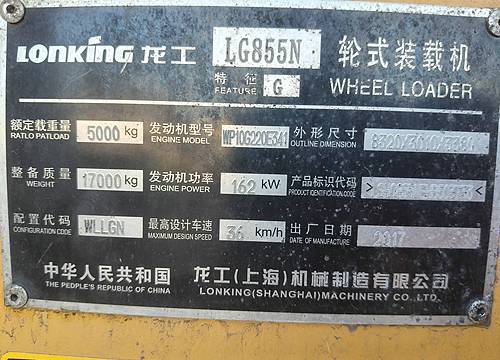 LONKING 龙工 LG855N 轮式装载机
特征 G
FEATURE WHEEL LOADER
额定载重量 5000 kg 发动机型号 WP10G220E341 外形尺寸
RATLO PATLOAD ENGINE MODEL OUTLINE DIMENSION
整备质量 17000 kg 发动机功率 162 kW 产品标识代码
WEIGHT ENGINE POWER PRODUCT IDENTIFICATION CODE
配置代码 WLLGN 最高设计车速 36 km/h 出厂日期 2017
CONFIGURATION CODE MAXIMUM DESIGN SPEED DATE OF MANUFACTURE
中华人民共和国 龙工(上海)机械制造有限公司
THE PEOPLE'S REPUBLIC OF CHINA LONKING(SHANGHAI)MACHINERY CO.,LTD.